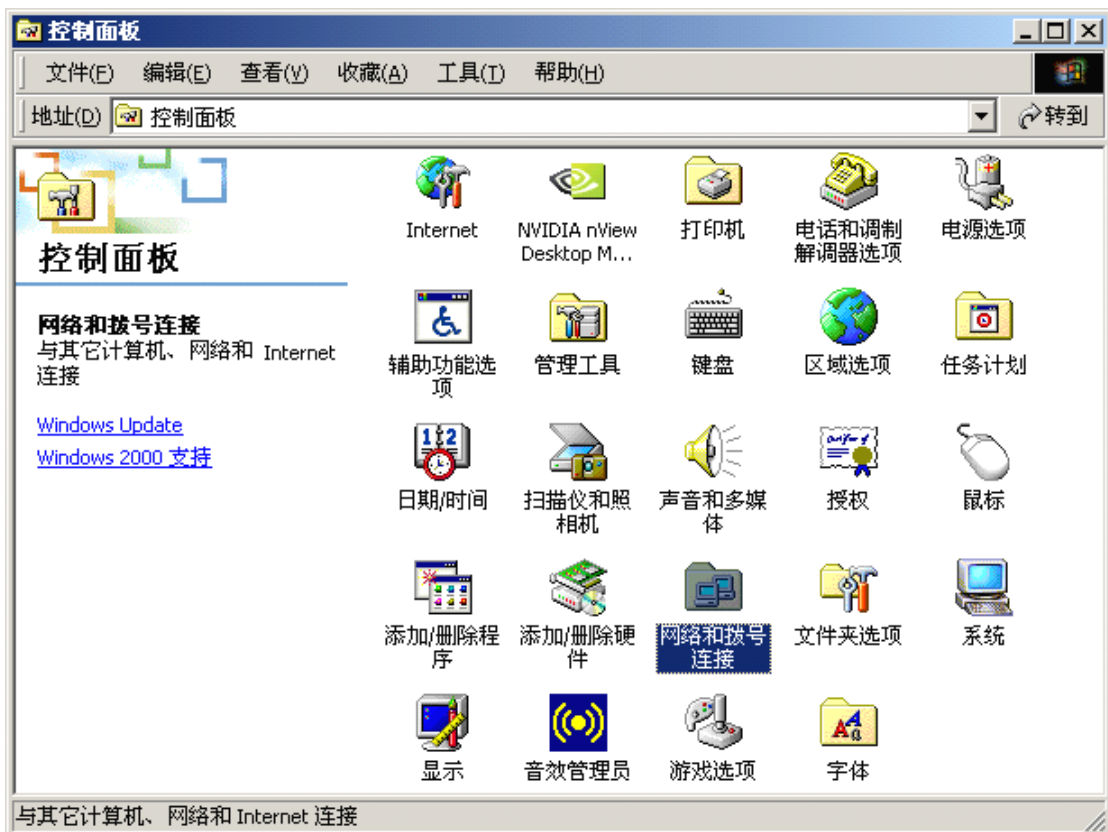 控制面板
文件(F) 编辑(E) 查看(V) 收藏(A) 工具(T) 帮助(H)
地址(D) 控制面板 转到
控制面板
网络和拨号连接
与其它计算机、网络和 Internet
连接
Windows Update
Windows 2000 支持
Internet
NVIDIA nView
Desktop M...
打印机
电话和调制
解调器选项
电源选项
辅助功能选
项
管理工具
键盘
区域选项
任务计划
日期/时间
扫描仪和照
相机
声音和多媒
体
授权
鼠标
添加/删除程
序
添加/删除硬
件
网络和拨号
连接
文件夹选项
系统
显示
音效管理员
游戏选项
字体
与其它计算机、网络和 Internet 连接